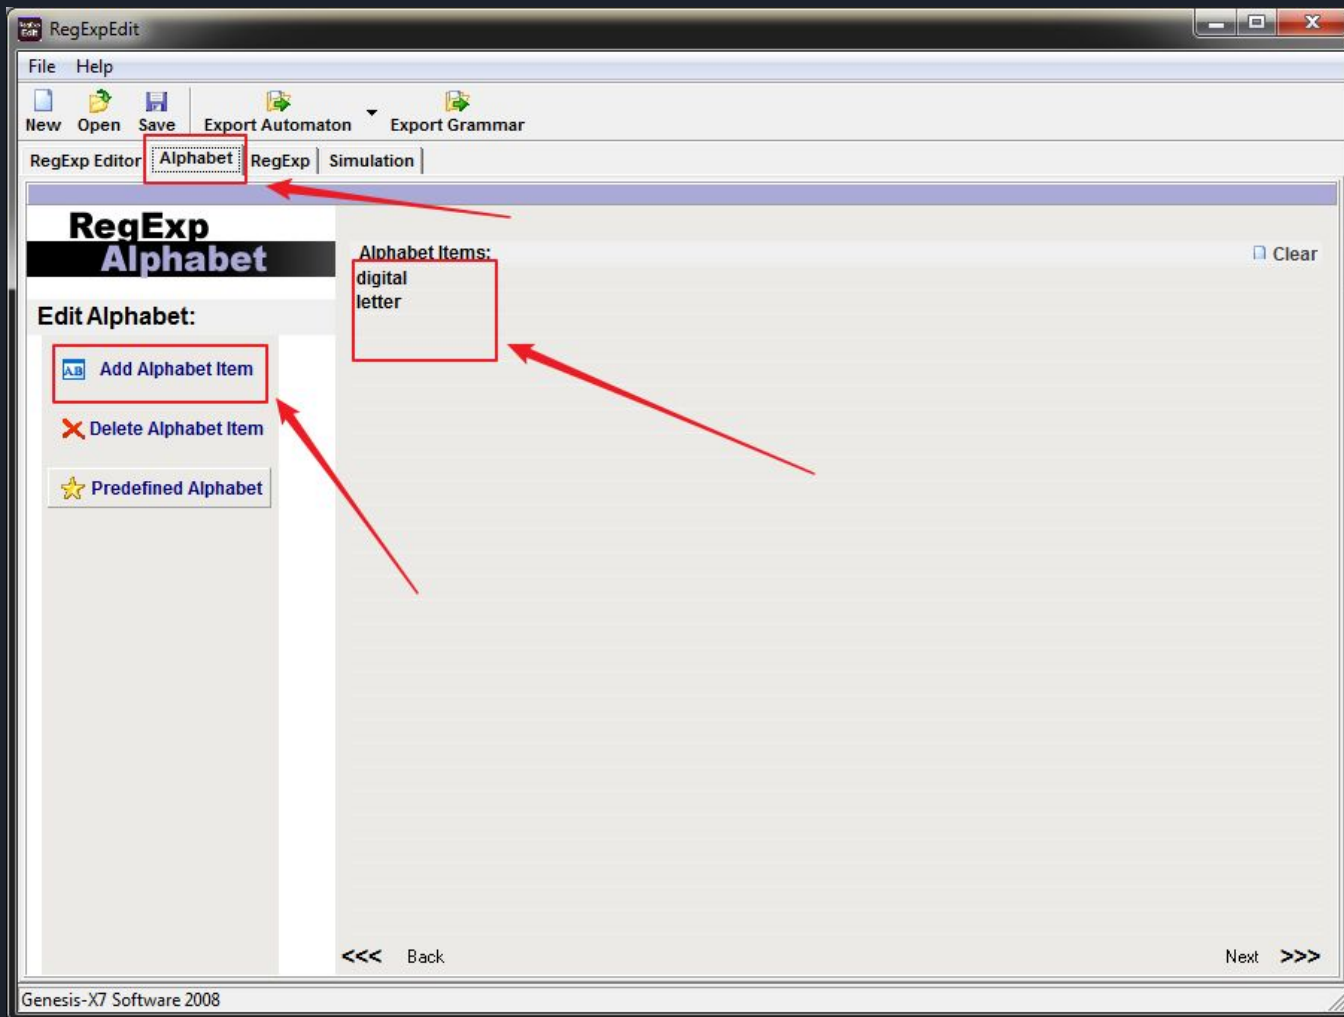 RegExpEdit
File Help
New Open Save Export Automaton Export Grammar
RegExp Editor Alphabet RegExp Simulation
RegExp
Alphabet
Edit Alphabet:
Add Alphabet Item
Delete Alphabet Item
Predefined Alphabet
Alphabet Items: Clear
digital
letter
<<< Back Next >>>
Genesis-X7 Software 2008